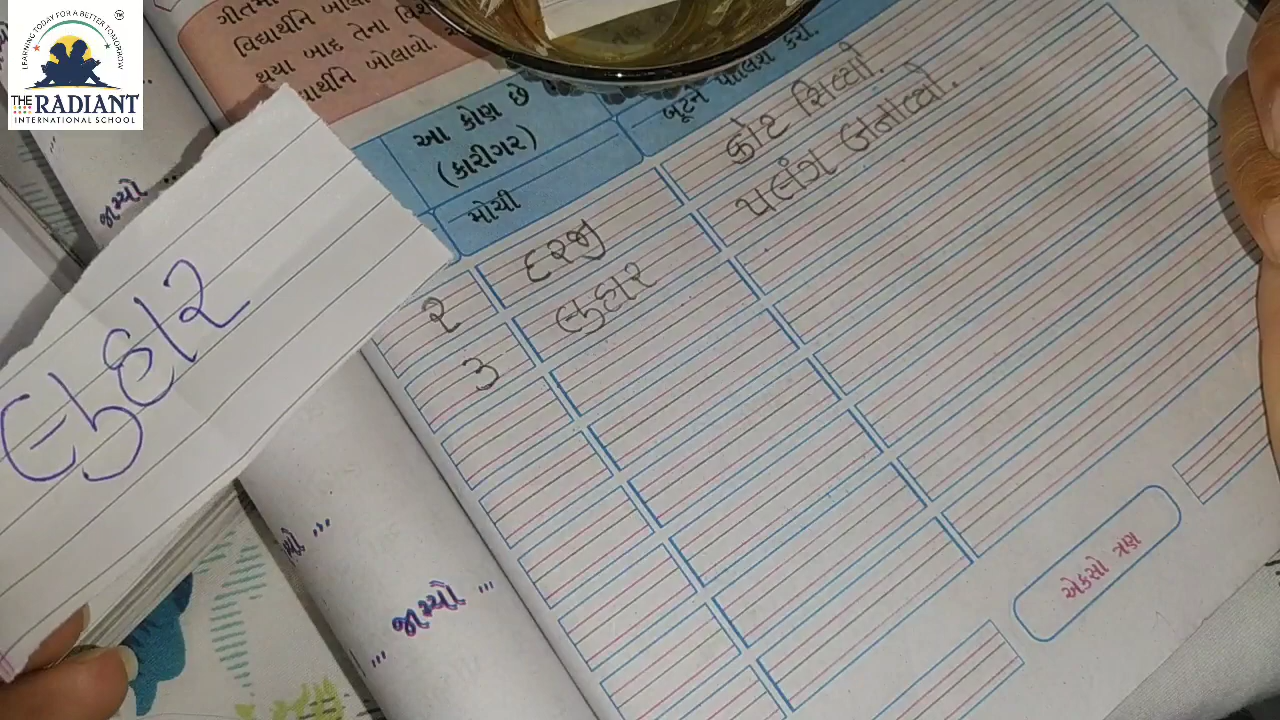 LEARNING TODAY FOR A BETTER TOMORROW
THE RADIANT
INTERNATIONAL SCHOOL
વિદ્યાર્થીને
થયા બાદ તેના
બોલાવો.
આ કોણ છે
(કારીગર)
મોચી
બૂટને પોલિશ કરી.
દરજી
કોટ સિવ્યો.
૨
લુહાર
પલંગ બનાવ્યો.
૩
લુહાર
જામ્યો ...
જામ્યો ...
એકસો ત્રણ